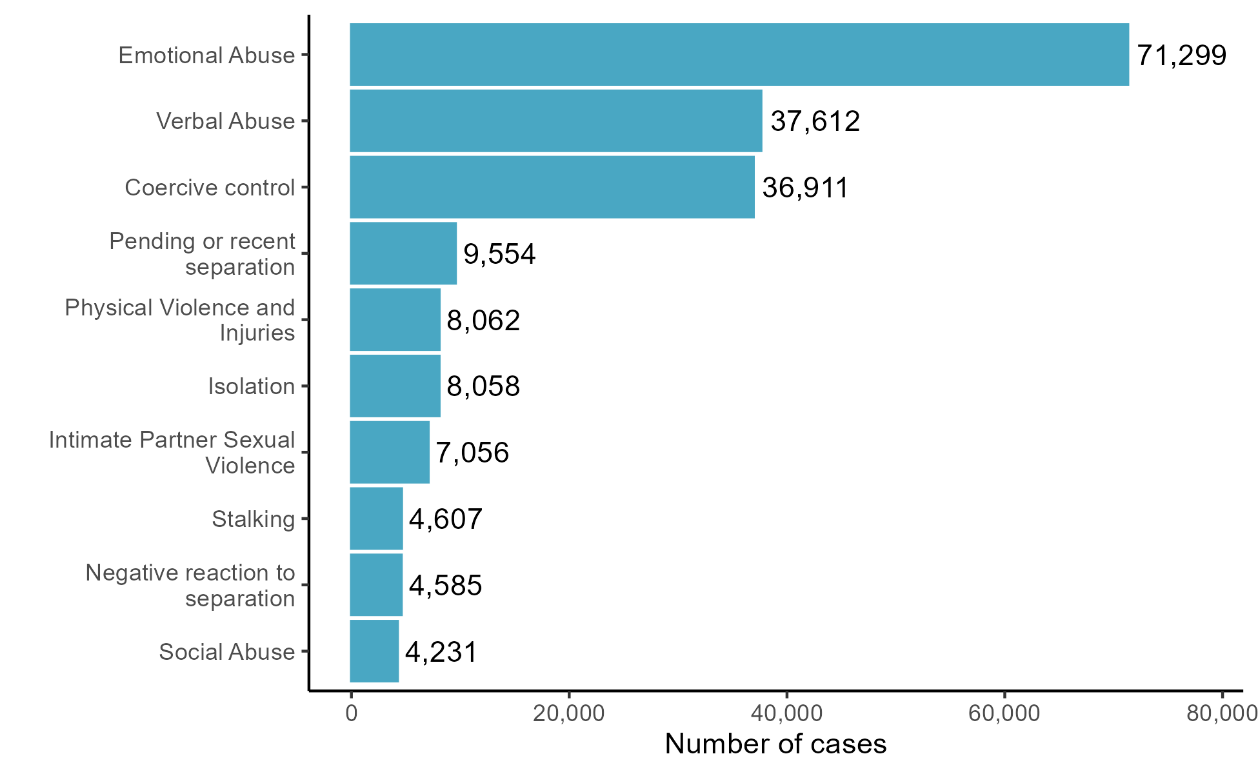 Emotional Abuse
71,299
Verbal Abuse
37,612
Coercive control
36,911
Pending or recent
separation
9,554
Physical Violence and
Injuries
8,062
Isolation
8,058
Intimate Partner Sexual
Violence
7,056
Stalking
4,607
Negative reaction to
separation
4,585
Social Abuse
4,231
0 20,000 40,000 60,000 80,000
Number of cases